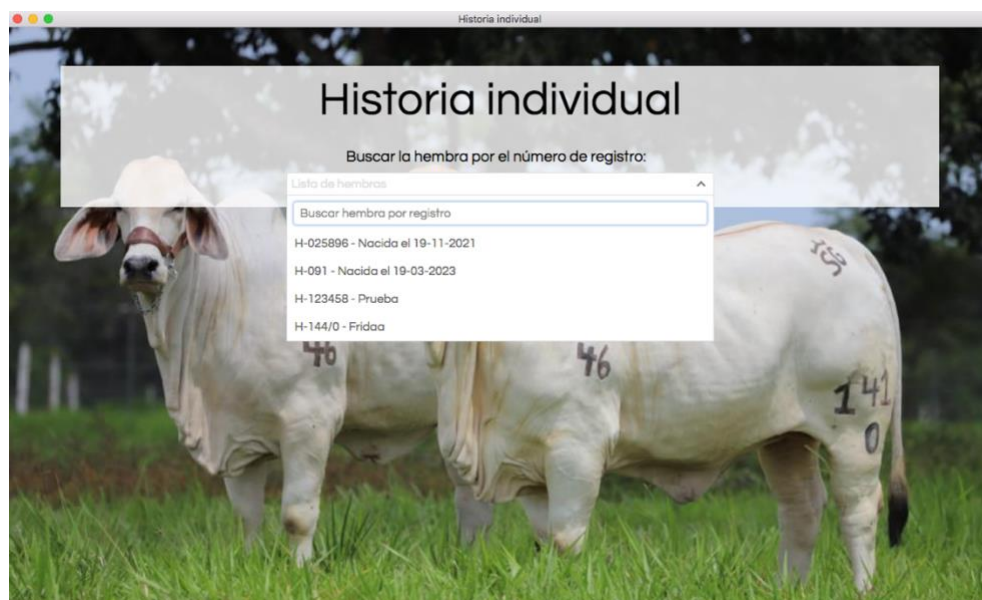 Historia individual
Historia individual
Buscar la hembra por el número de registro:
Lista de hembras
Buscar hembra por registro
H-025896 - Nacida el 19-11-2021
H-091 - Nacida el 19-03-2023
H-123458 - Prueba
H-144/0 - Fridaa
46
46
141
0